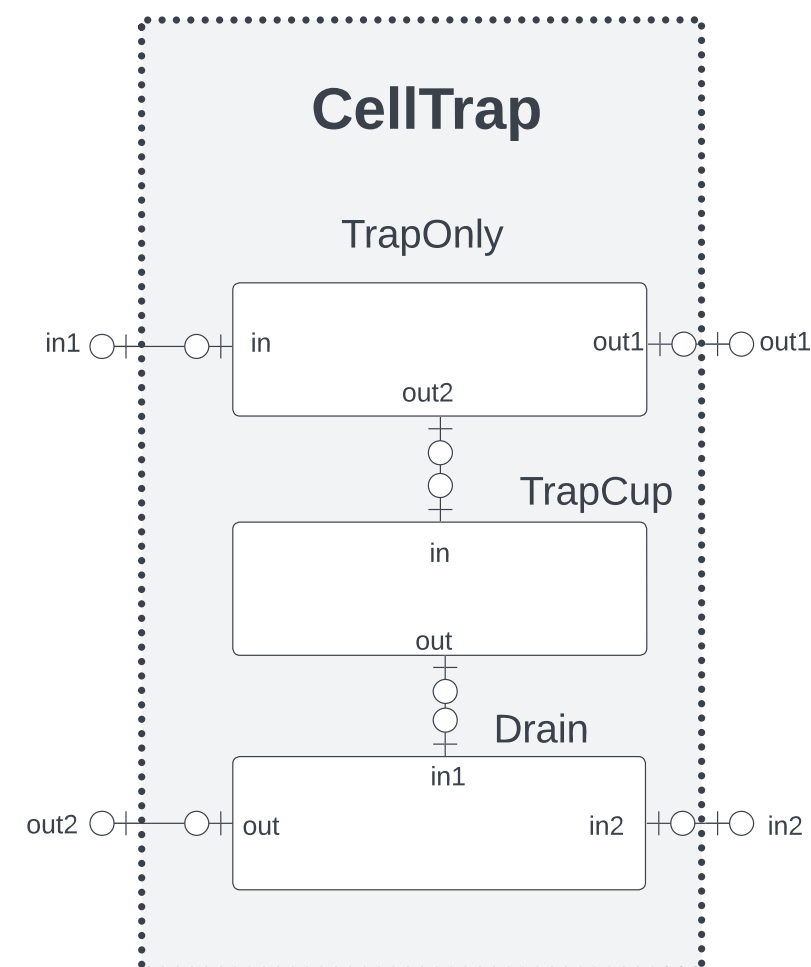 CellTrap
TrapOnly
in1
in
out1
out1
out2
TrapCup
in
out
Drain
in1
out2
out
in2
in2